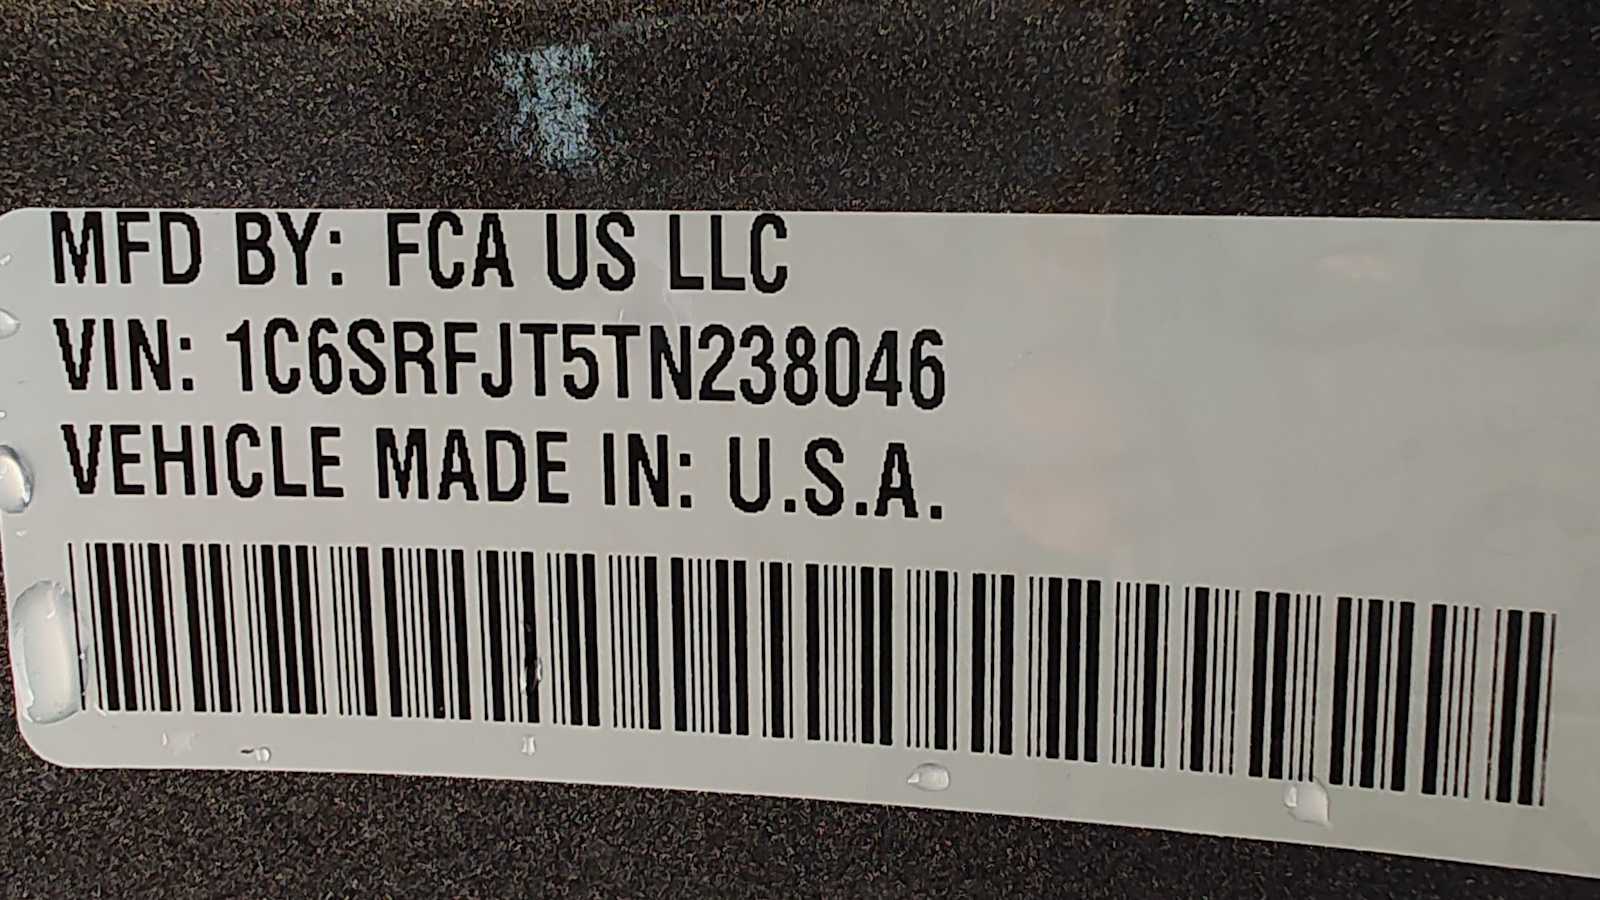 MFD BY: FCA US LLC
VIN: 1C6SRFJT5TN238046
VEHICLE MADE IN: U.S.A.